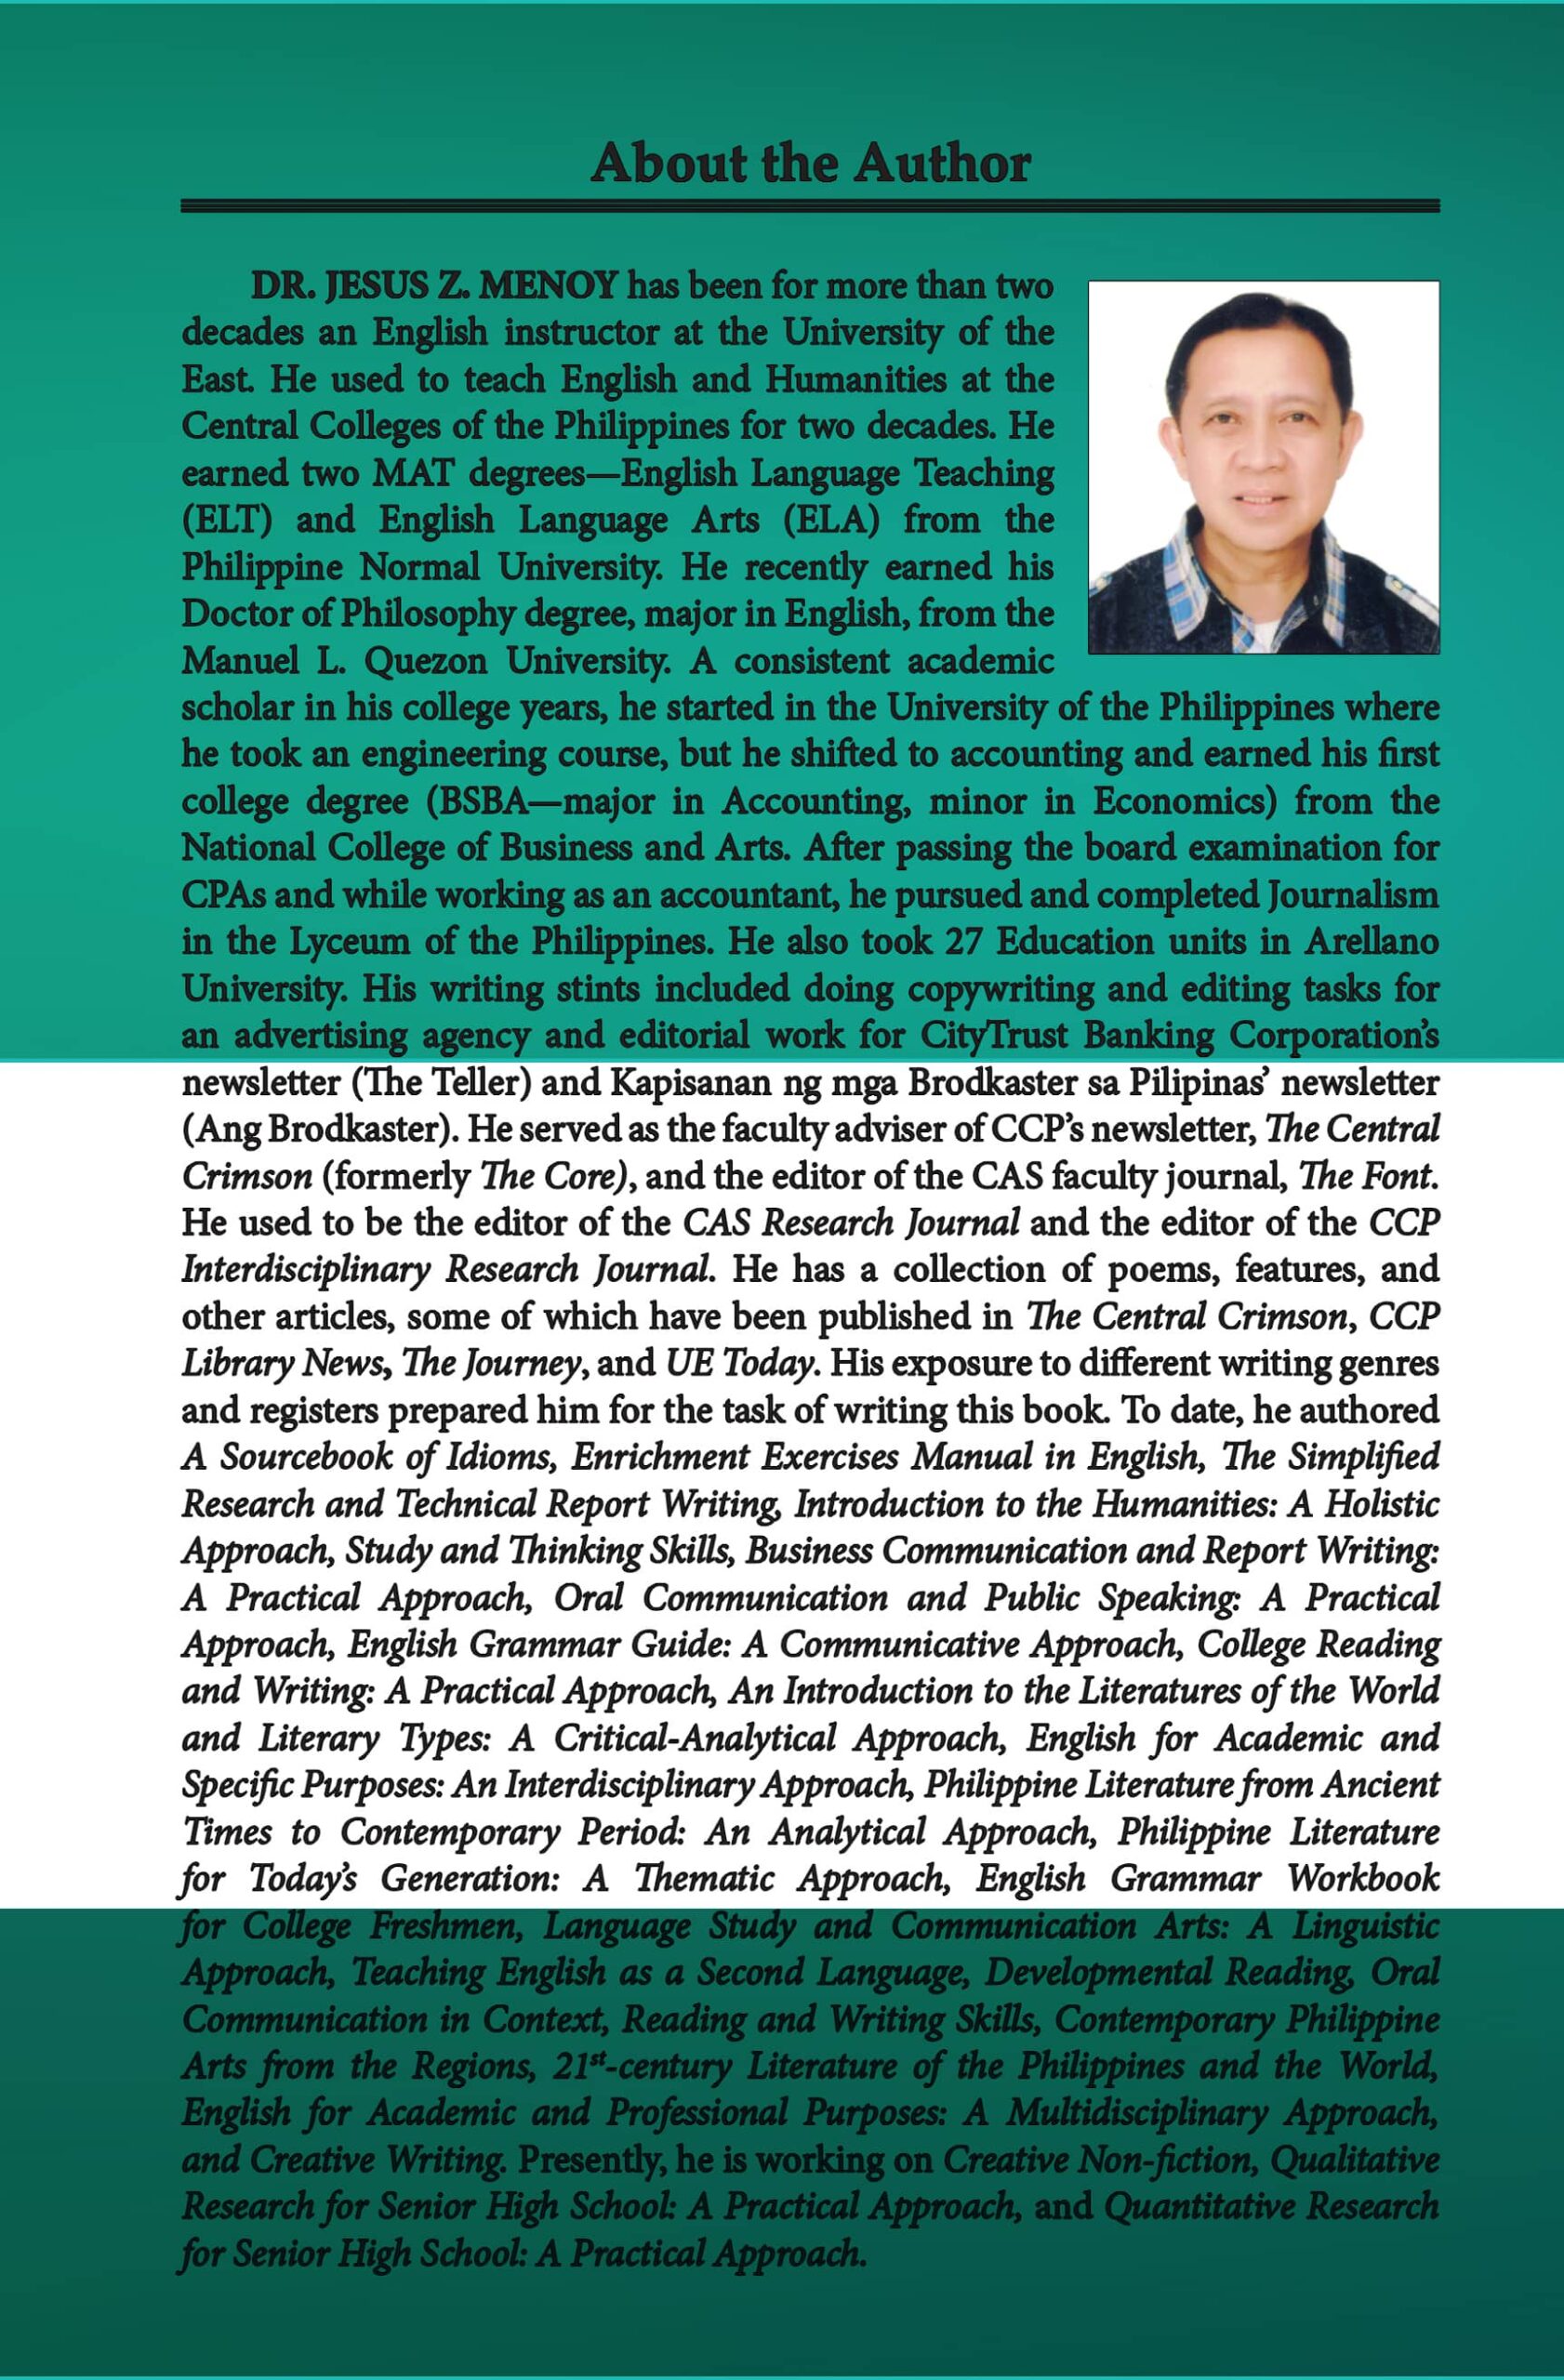 About the Author
DR. JESUS Z. MENOY has been for more than two
decades an English instructor at the University of the
East. He used to teach English and Humanities at the
Central Colleges of the Philippines for two decades. He
earned two MAT degrees—English Language Teaching
(ELT) and English Language Arts (ELA) from the
Philippine Normal University. He recently earned his
Doctor of Philosophy degree, major in English, from the
Manuel L. Quezon University. A consistent academic
scholar in his college years, he started in the University of the Philippines where
he took an engineering course, but he shifted to accounting and earned his first
college degree (BSBA—major in Accounting, minor in Economics) from the
National College of Business and Arts. After passing the board examination for
CPAs and while working as an accountant, he pursued and completed Journalism
in the Lyceum of the Philippines. He also took 27 Education units in Arellano
University. His writing stints included doing copywriting and editing tasks for
an advertising agency and editorial work for CityTrust Banking Corporation's
newsletter (The Teller) and Kapisanan ng mga Brodkaster sa Pilipinas' newsletter
(Ang Brodkaster). He served as the faculty adviser of CCP's newsletter, The Central
Crimson (formerly The Core), and the editor of the CAS faculty journal, The Font.
He used to be the editor of the CAS Research Journal and the editor of the CCP
Interdisciplinary Research Journal. He has a collection of poems, features, and
other articles, some of which have been published in The Central Crimson, CCP
Library News, The Journey, and UE Today. His exposure to different writing genres
and registers prepared him for the task of writing this book. To date, he authored
A Sourcebook of Idioms, Enrichment Exercises Manual in English, The Simplified
Research and Technical Report Writing, Introduction to the Humanities: A Holistic
Approach, Study and Thinking Skills, Business Communication and Report Writing:
A Practical Approach, Oral Communication and Public Speaking: A Practical
Approach, English Grammar Guide: A Communicative Approach, College Reading
and Writing: A Practical Approach, An Introduction to the Literatures of the World
and Literary Types: A Critical-Analytical Approach, English for Academic and
Specific Purposes: An Interdisciplinary Approach, Philippine Literature from Ancient
Times to Contemporary Period: An Analytical Approach, Philippine Literature
for Today's Generation: A Thematic Approach, English Grammar Workbook
for College Freshmen, Language Study and Communication Arts: A Linguistic
Approach, Teaching English as a Second Language, Developmental Reading, Oral
Communication in Context, Reading and Writing Skills, Contemporary Philippine
Arts from the Regions, 21st-century Literature of the Philippines and the World,
English for Academic and Professional Purposes: A Multidisciplinary Approach,
and Creative Writing. Presently, he is working on Creative Non-fiction, Qualitative
Research for Senior High School: A Practical Approach, and Quantitative Research
for Senior High School: A Practical Approach.